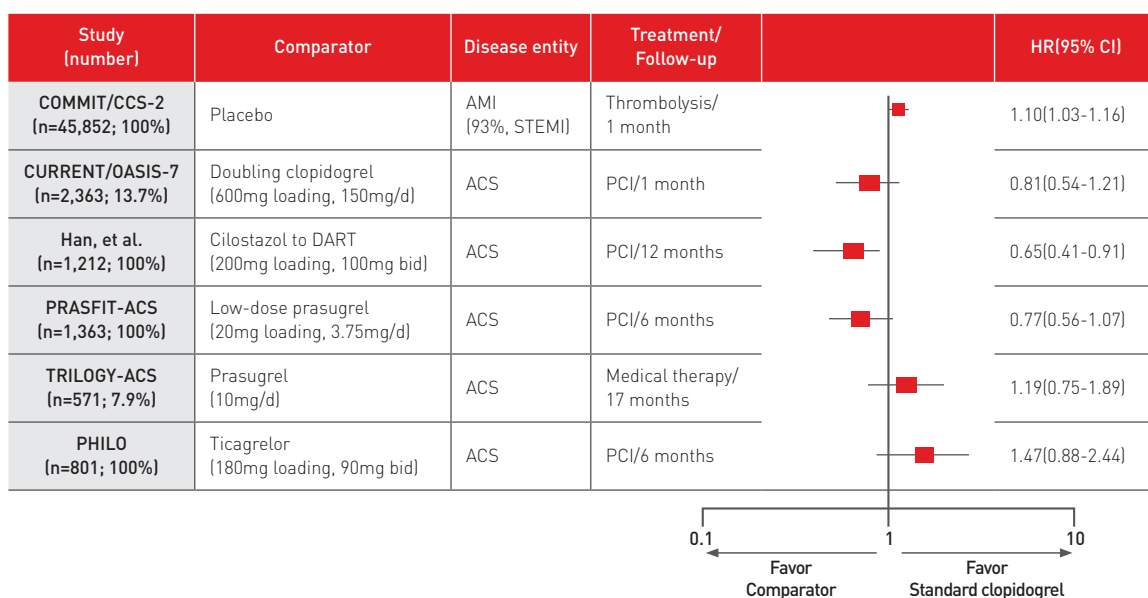 Study
(number)
Comparator
Disease entity
Treatment/
Follow-up
HR(95% CI)
COMMIT/CCS-2
(n=45,852; 100%)
Placebo
AMI
(93%, STEMI)
Thrombolysis/
1 month
1.10(1.03-1.16)
CURRENT/OASIS-7
(n=2,363; 13.7%)
Doubling clopidogrel
(600mg loading, 150mg/d)
ACS
PCI/1 month
0.81(0.54-1.21)
Han, et al.
(n=1,212; 100%)
Cilostazol to DART
(200mg loading, 100mg bid)
ACS
PCI/12 months
0.65(0.41-0.91)
PRASFIT-ACS
(n=1,363; 100%)
Low-dose prasugrel
(20mg loading, 3.75mg/d)
ACS
PCI/6 months
0.77(0.56-1.07)
TRILOGY-ACS
(n=571; 7.9%)
Prasugrel
(10mg/d)
ACS
Medical therapy/
17 months
1.19(0.75-1.89)
PHILO
(n=801; 100%)
Ticagrelor
(180mg loading, 90mg bid)
ACS
PCI/6 months
1.47(0.88-2.44)
0.1 1 10
Favor
Comparator
Favor
Standard clopidogrel